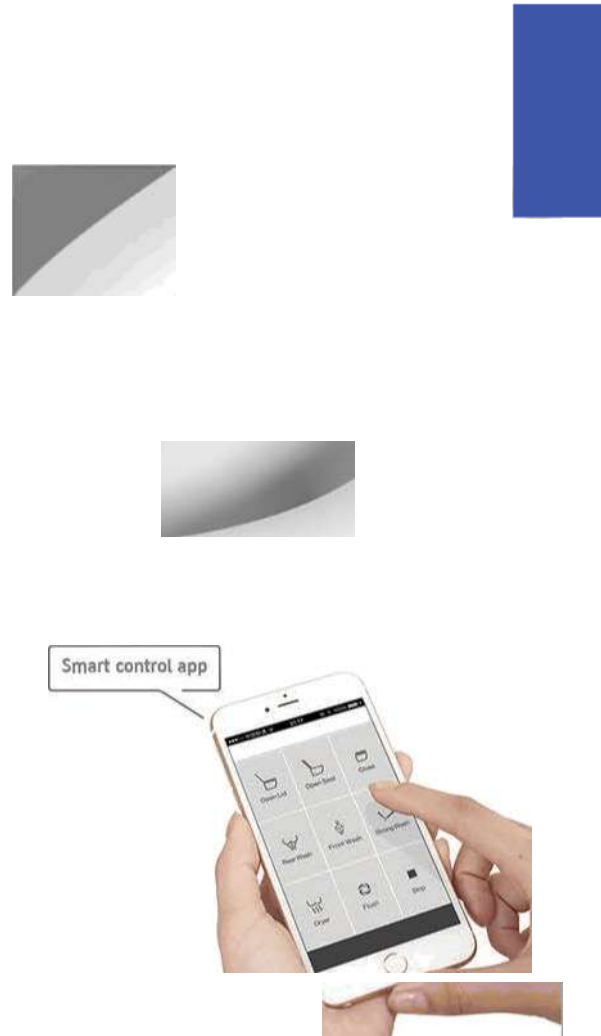 Smart control app
Open Lid
Open Seat
Close
Rear Wash
Front Wash
Strong Wash
Dryer
Flush
Stop